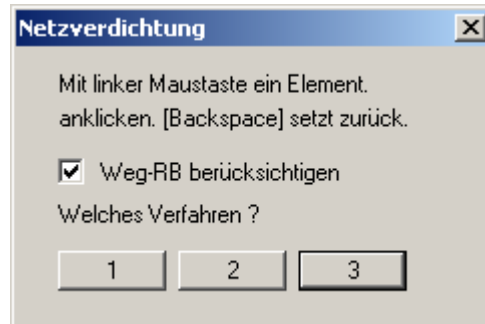 Netzverdichtung
Mit linker Maustaste ein Element.
anklicken. [Backspace] setzt zurück.
Weg-RB berücksichtigen
Welches Verfahren ?
1 2 3